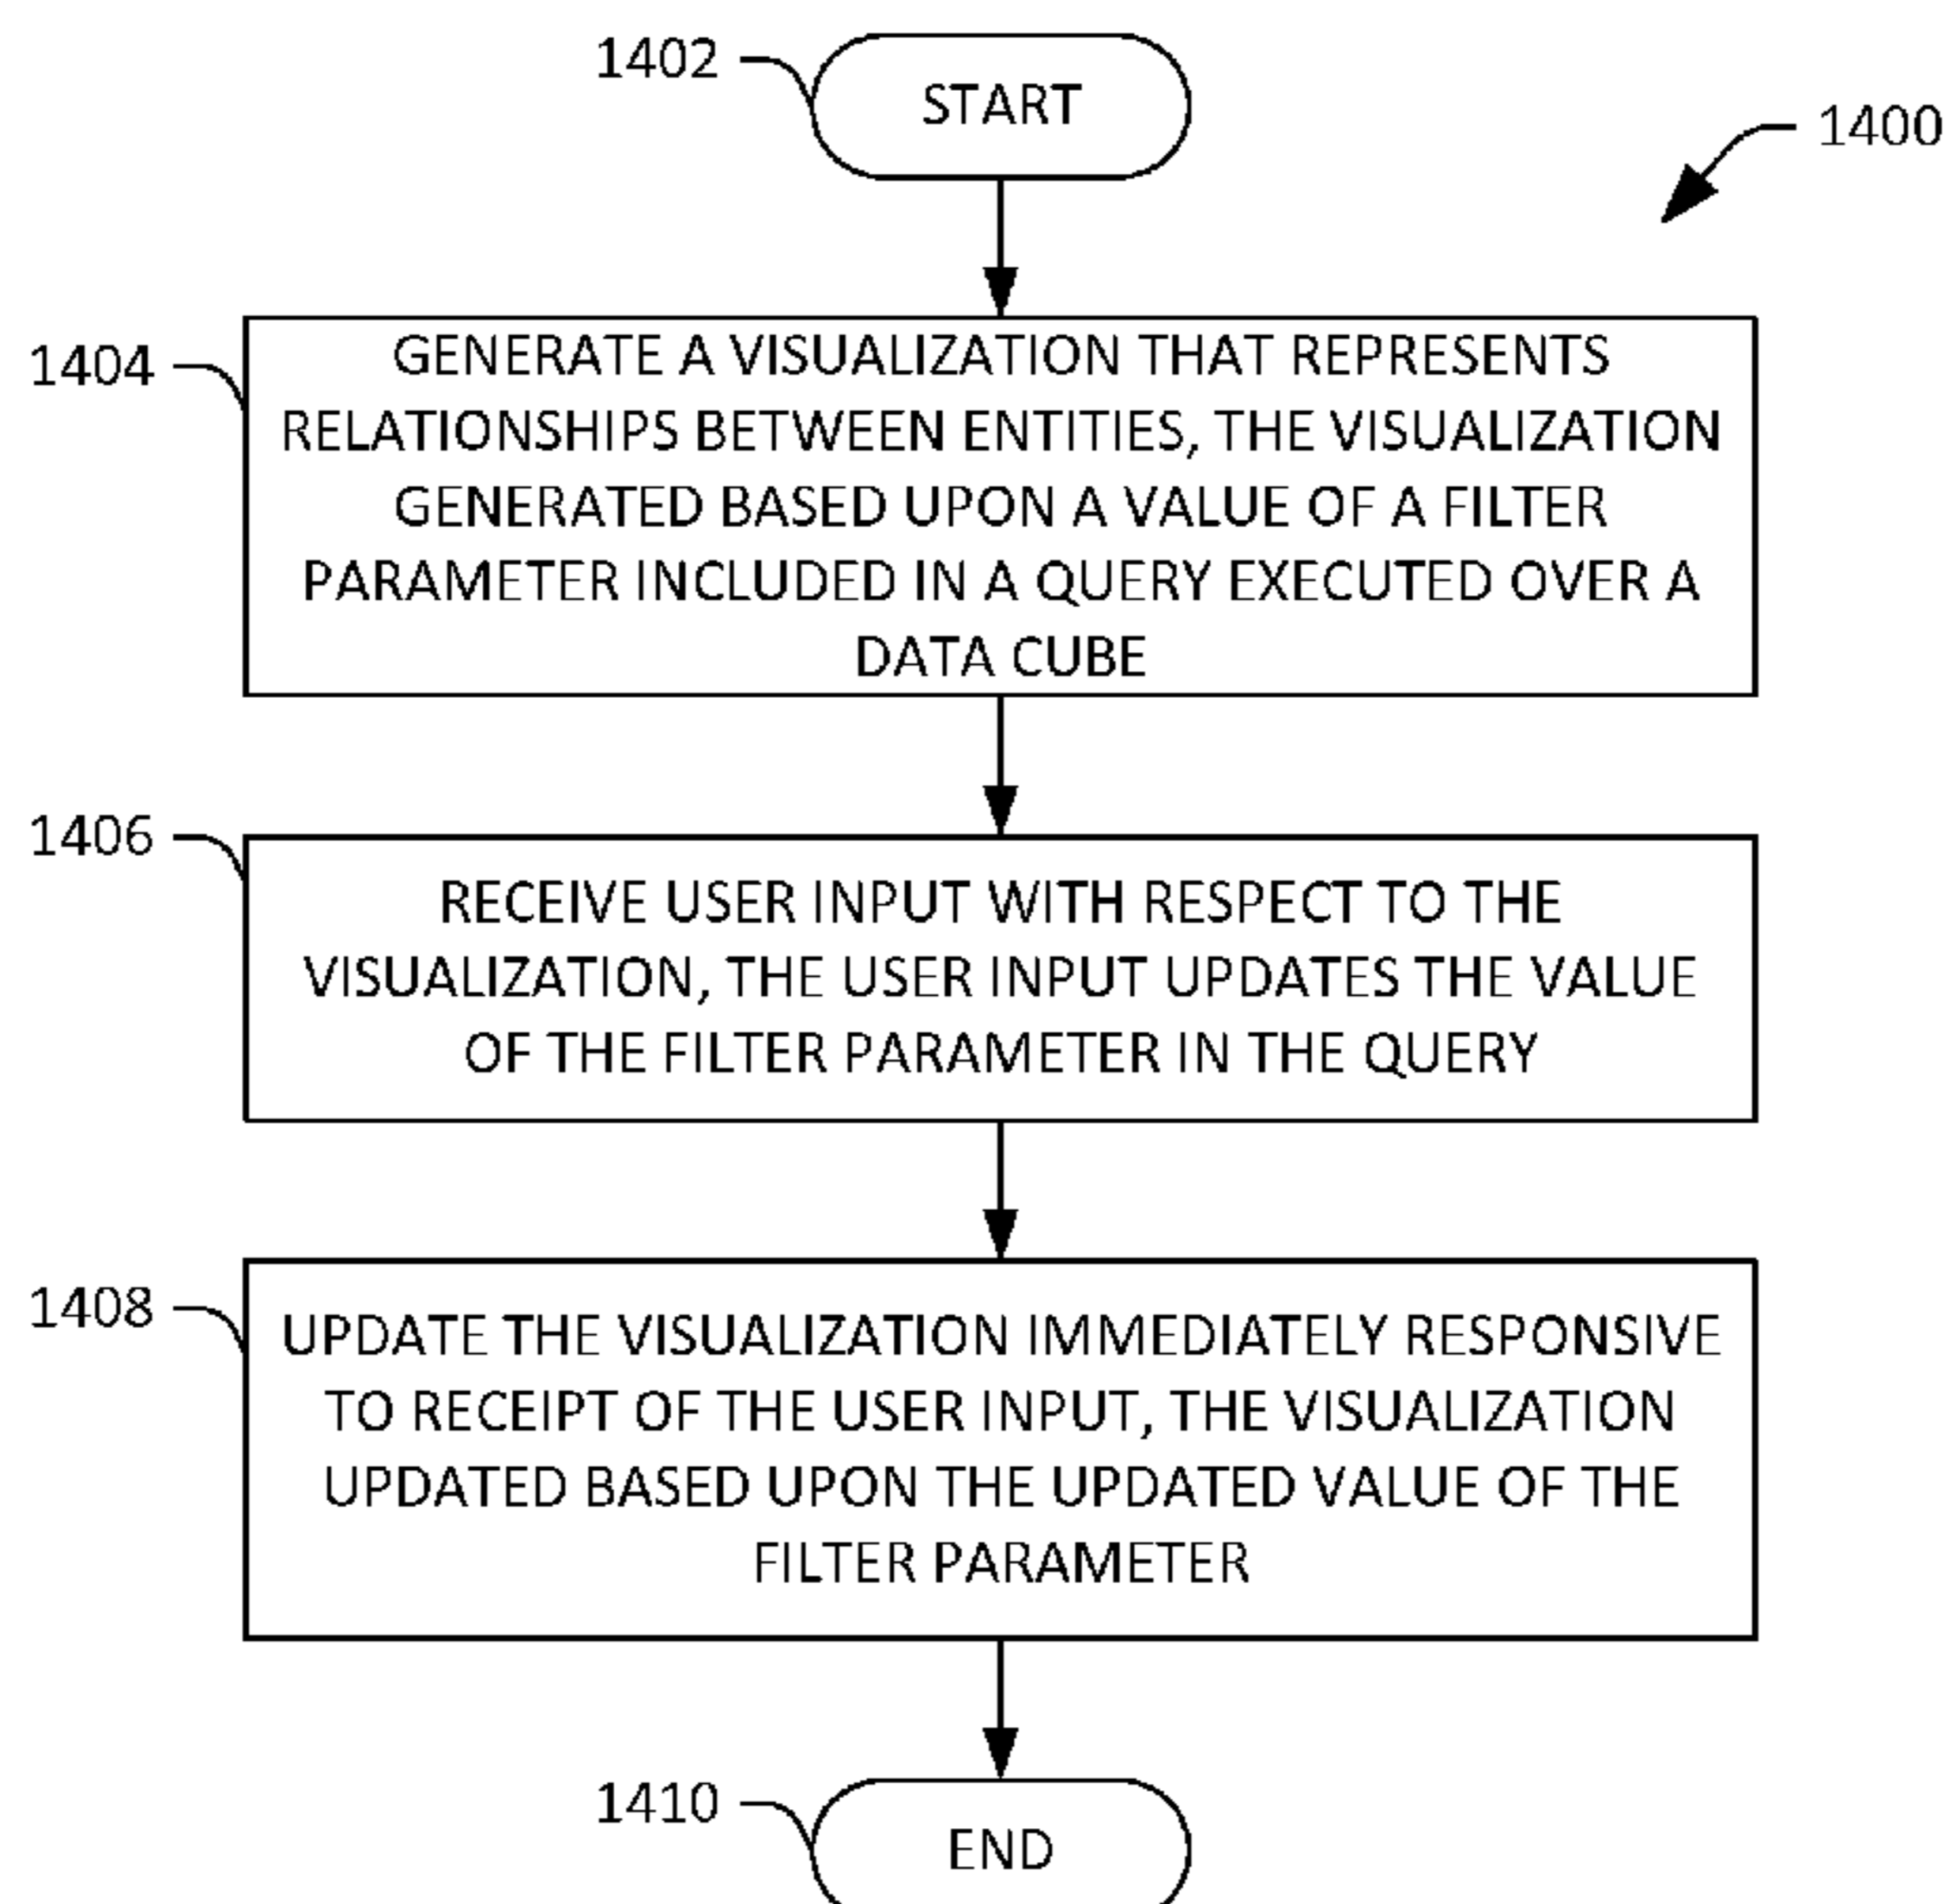 1402
START
1400
1404
GENERATE A VISUALIZATION THAT REPRESENTS
RELATIONSHIPS BETWEEN ENTITIES, THE VISUALIZATION
GENERATED BASED UPON A VALUE OF A FILTER
PARAMETER INCLUDED IN A QUERY EXECUTED OVER A
DATA CUBE
1406
RECEIVE USER INPUT WITH RESPECT TO THE
VISUALIZATION, THE USER INPUT UPDATES THE VALUE
OF THE FILTER PARAMETER IN THE QUERY
1408
UPDATE THE VISUALIZATION IMMEDIATELY RESPONSIVE
TO RECEIPT OF THE USER INPUT, THE VISUALIZATION
UPDATED BASED UPON THE UPDATED VALUE OF THE
FILTER PARAMETER
1410
END